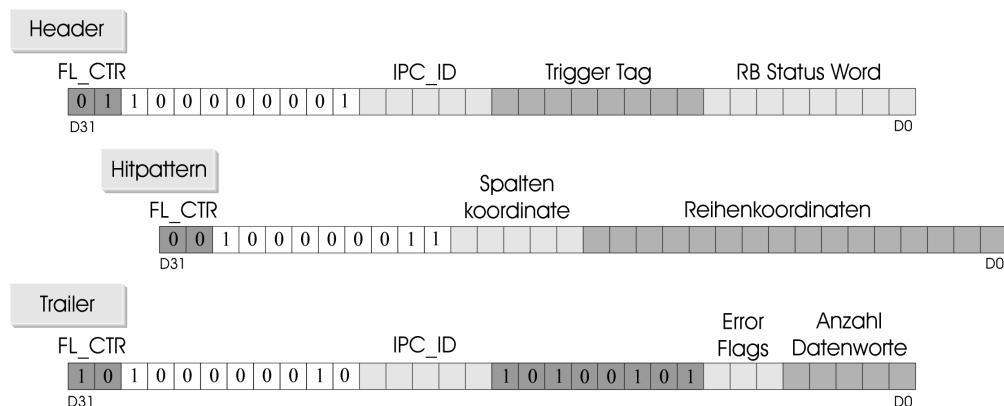 Header
FL_CTR IPC_ID Trigger Tag RB Status Word
0 1 1 0 0 0 0 0 0 0 0 1
D31 D0
Hitpattern
FL_CTR Spalten koordinate Reihenkoordinaten
0 0 1 0 0 0 0 0 0 1 1
D31 D0
Trailer
FL_CTR IPC_ID Error Flags Anzahl Datenworte
1 0 1 0 0 0 0 0 0 1 0 1 0 1 0 0 1 0 1
D31 D0